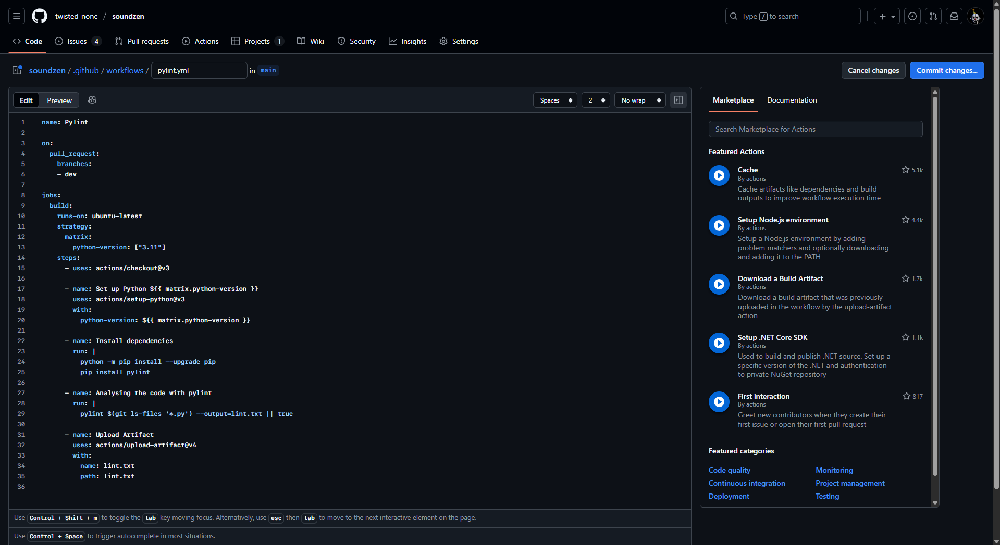 twisted-none / soundzen
Type / to search
Code
Issues 4
Pull requests
Actions
Projects 1
Wiki
Security
Insights
Settings
soundzen / .github / workflows / pylint.yml in main
Cancel changes
Commit changes...
Edit
Preview
Spaces
2
No wrap
1 name: Pylint
2
3 on:
4   pull_request:
5     branches:
6     - dev
7
8 jobs:
9   build:
10     runs-on: ubuntu-latest
11     strategy:
12       matrix:
13         python-version: ["3.11"]
14     steps:
15       - uses: actions/checkout@v3
16
17       - name: Set up Python ${{ matrix.python-version }}
18         uses: actions/setup-python@v3
19         with:
20           python-version: ${{ matrix.python-version }}
21
22       - name: Install dependencies
23         run: |
24           python -m pip install --upgrade pip
25           pip install pylint
26
27       - name: Analysing the code with pylint
28         run: |
29           pylint $(git ls-files '*.py') --output=lint.txt || true
30
31       - name: Upload Artifact
32         uses: actions/upload-artifact@v4
33         with:
34           name: lint.txt
35           path: lint.txt
36
Use Control + Shift + m to toggle the tab key moving focus. Alternatively, use esc then tab to move to the next interactive element on the page.
Use Control + Space to trigger autocomplete in most situations.
Marketplace
Documentation
Search Marketplace for Actions
Featured Actions
Cache 5.1k
By actions
Cache artifacts like dependencies and build
outputs to improve workflow execution time
Setup Node.js environment 4.4k
By actions
Setup a Node.js environment by adding
problem matchers and optionally downloading
and adding it to the PATH
Download a Build Artifact 1.7k
By actions
Download a build artifact that was previously
uploaded in the workflow by the upload-artifact
action
Setup .NET Core SDK 1.1k
By actions
Used to build and publish .NET source. Set up a
specific version of the .NET and authentication
to private NuGet repository
First interaction 817
By actions
Greet new contributors when they create their
first issue or open their first pull request
Featured categories
Code quality
Monitoring
Continuous integration
Project management
Deployment
Testing